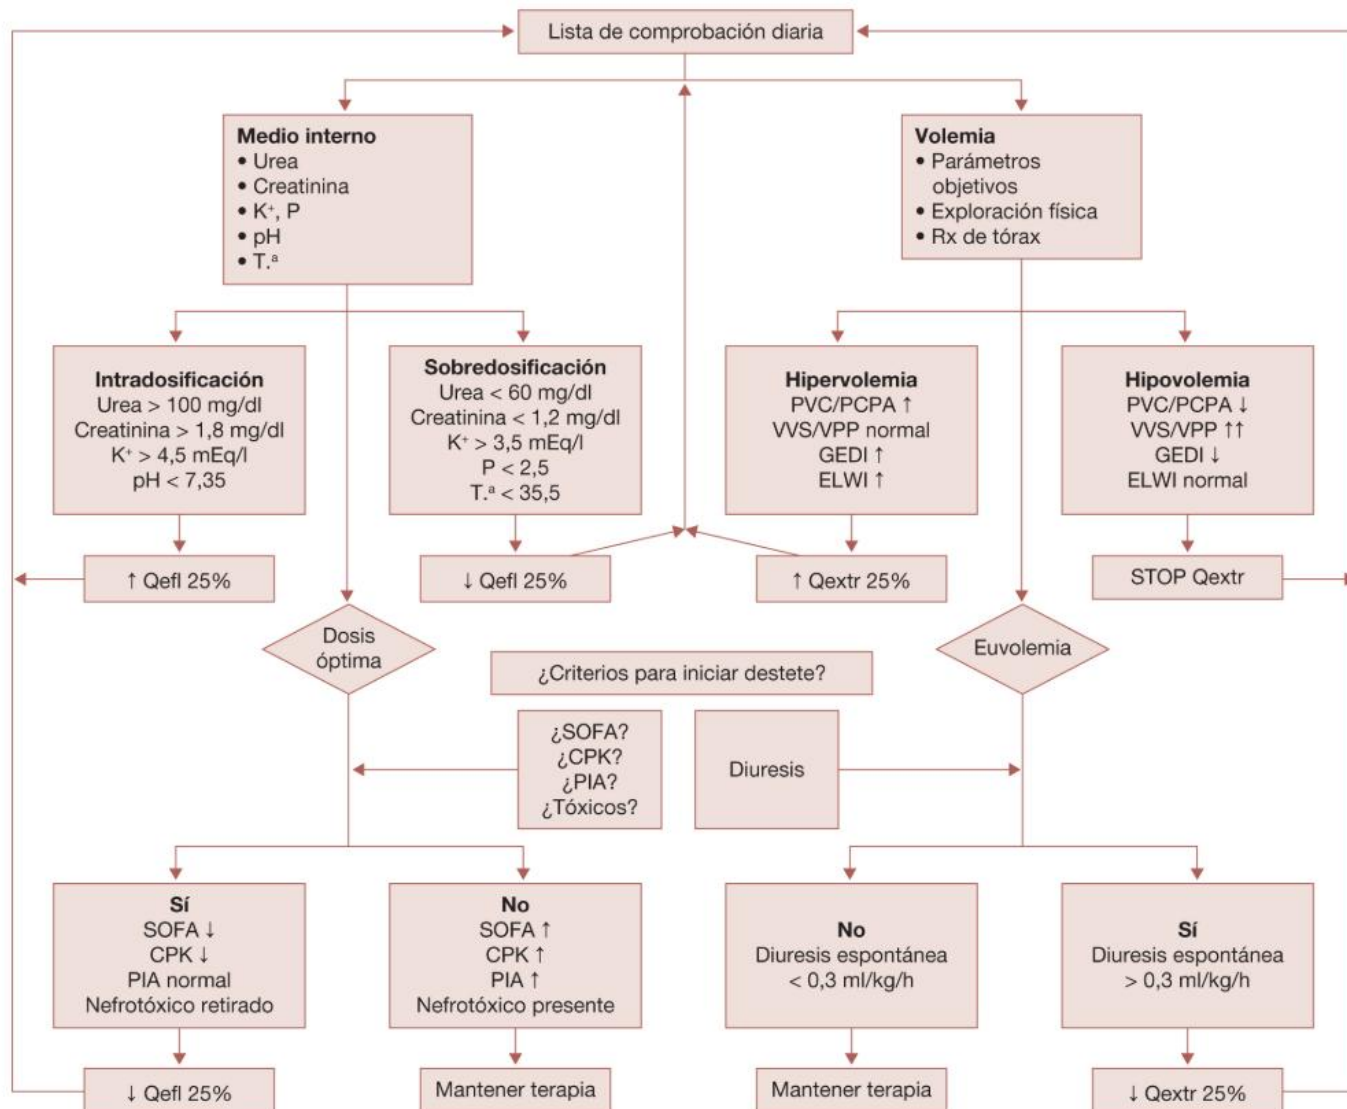 Lista de comprobación diaria
Medio interno
• Urea
• Creatinina
• K⁺, P
• pH
• T.ª
Volemia
• Parámetros
objetivos
• Exploración física
• Rx de tórax
Intradosificación
Urea > 100 mg/dl
Creatinina > 1,8 mg/dl
K⁺ > 4,5 mEq/l
pH < 7,35
Sobredosificación
Urea < 60 mg/dl
Creatinina < 1,2 mg/dl
K⁺ > 3,5 mEq/l
P < 2,5
T.ª < 35,5
Hipervolemia
PVC/PCPA ↑
VVS/VPP normal
GEDI ↑
ELWI ↑
Hipovolemia
PVC/PCPA ↓
VVS/VPP ↑↑
GEDI ↓
ELWI normal
↑ Qefl 25%
↓ Qefl 25%
↑ Qextr 25%
STOP Qextr
Dosis
óptima
Euvolemia
¿Criterios para iniciar destete?
¿SOFA?
¿CPK?
¿PIA?
¿Tóxicos?
Diuresis
Sí
SOFA ↓
CPK ↓
PIA normal
Nefrotóxico retirado
No
SOFA ↑
CPK ↑
PIA ↑
Nefrotóxico presente
No
Diuresis espontánea
< 0,3 ml/kg/h
Sí
Diuresis espontánea
> 0,3 ml/kg/h
↓ Qefl 25%
Mantener terapia
Mantener terapia
↓ Qextr 25%